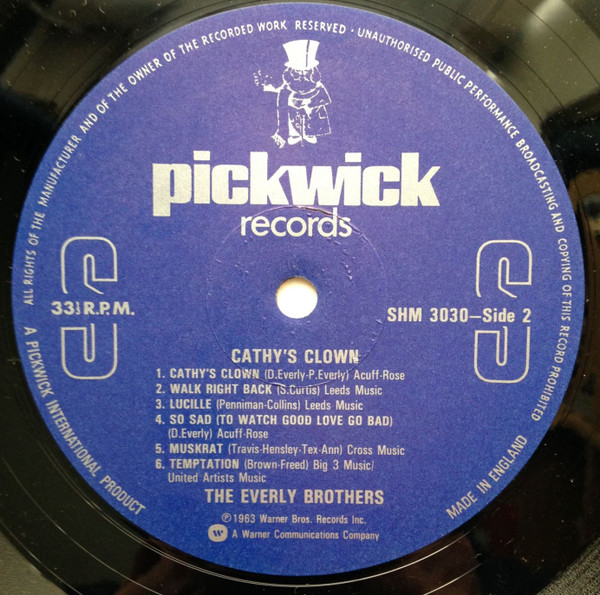 ALL RIGHTS OF THE MANUFACTURER AND OF THE OWNER OF THE RECORDED WORK RESERVED · UNAUTHORISED PUBLIC PERFORMANCE BROADCASTING AND COPYING OF THIS RECORD PROHIBITED
pickwick
records
S S
33⅓ R.P.M.
SHM 3030–Side 2
CATHY'S CLOWN
1. CATHY'S CLOWN (D.Everly-P.Everly) Acuff-Rose
2. WALK RIGHT BACK (S.Curtis) Leeds Music
3. LUCILLE (Penniman-Collins) Leeds Music
4. SO SAD (TO WATCH GOOD LOVE GO BAD)
(D.Everly) Acuff-Rose
5. MUSKRAT (Travis-Hensley-Tex-Ann) Cross Music
6. TEMPTATION (Brown-Freed) Big 3 Music/
United Artists Music
THE EVERLY BROTHERS
℗1963 Warner Bros. Records Inc.
W A Warner Communications Company
A PICKWICK INTERNATIONAL PRODUCT
MADE IN ENGLAND